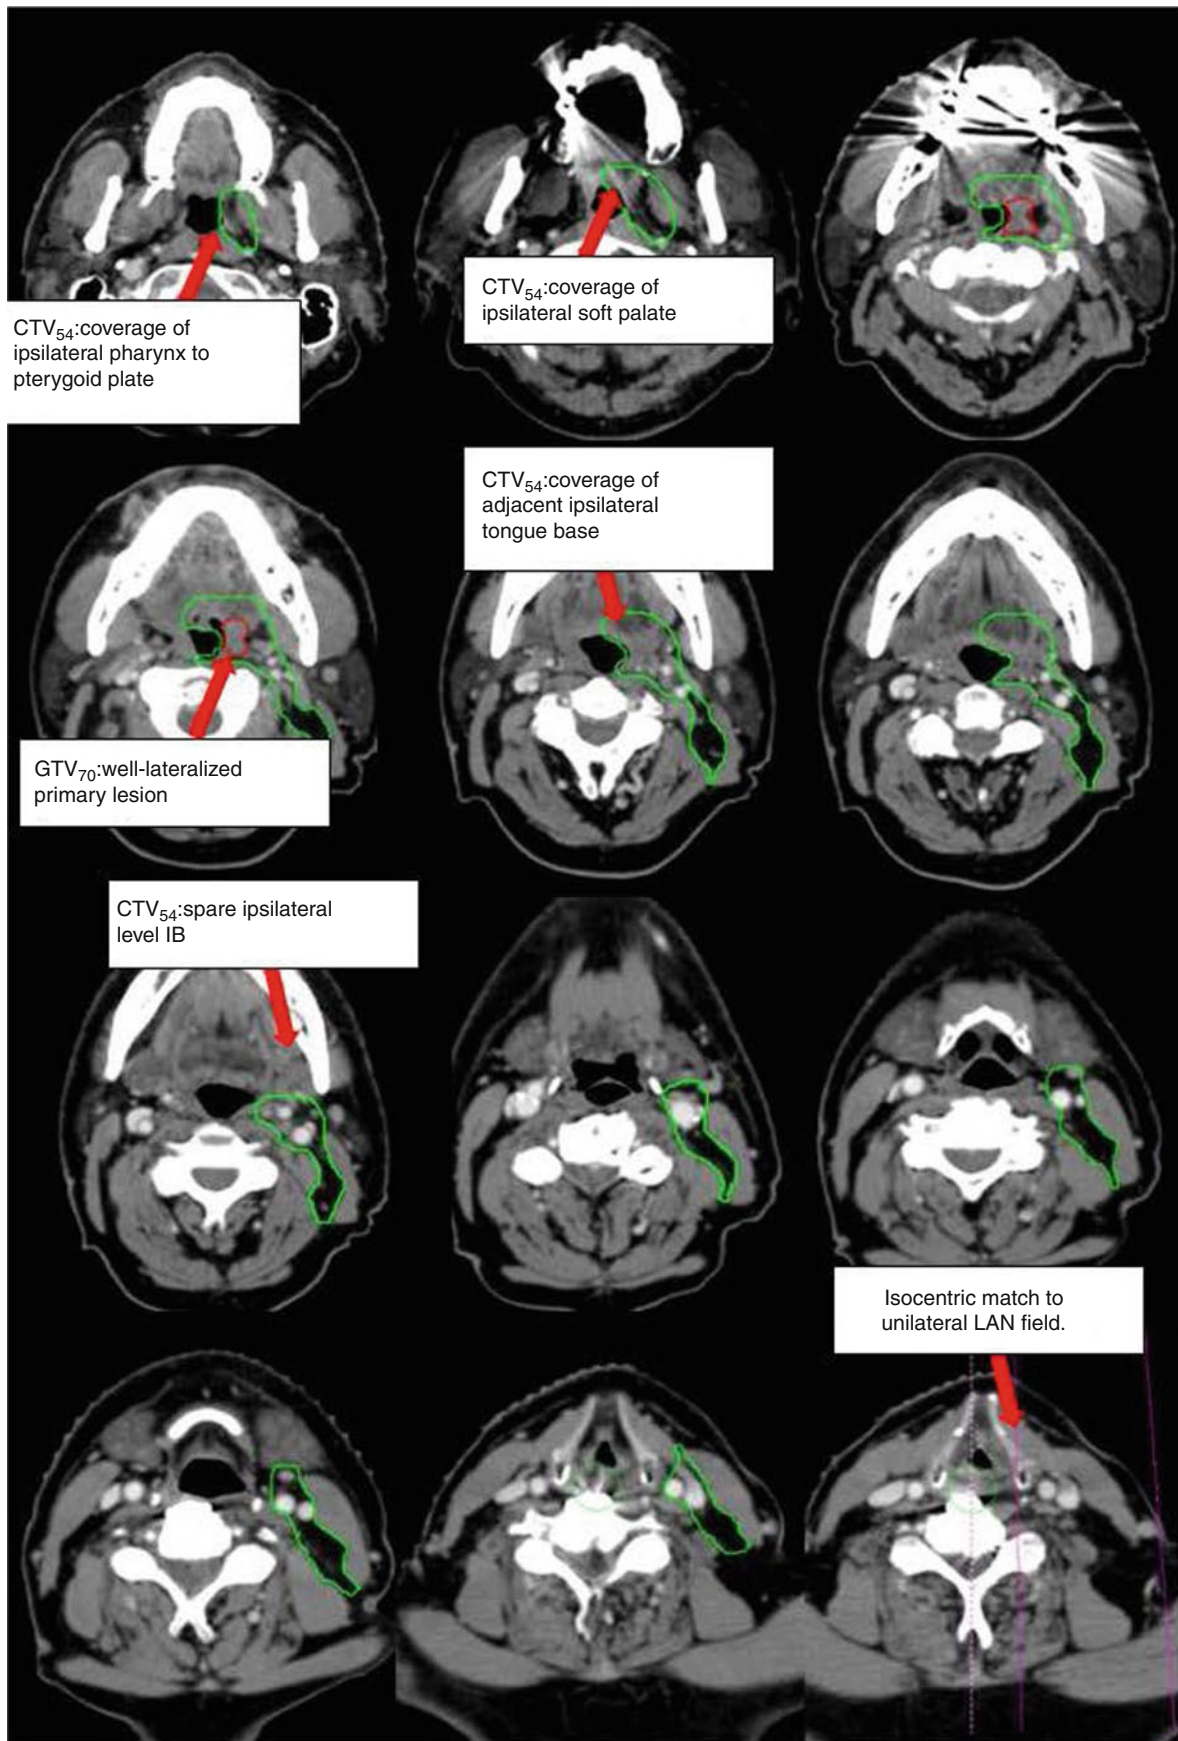 CTV54:coverage of
ipsilateral pharynx to
pterygoid plate
CTV54:coverage of
ipsilateral soft palate
CTV54:coverage of
adjacent ipsilateral
tongue base
GTV70:well-lateralized
primary lesion
CTV54:spare ipsilateral
level IB
Isocentric match to
unilateral LAN field.